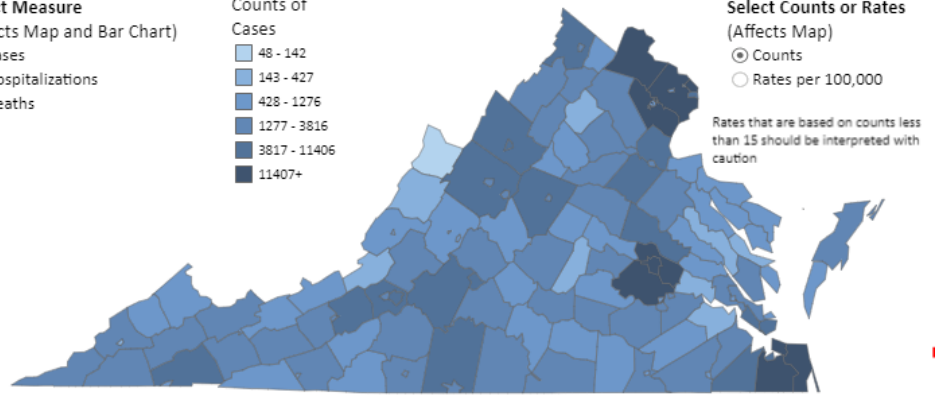 t Measure
cts Map and Bar Chart)
ases
ospitalizations
eaths
Counts of
Cases
48 - 142
143 - 427
428 - 1276
1277 - 3816
3817 - 11406
11407+
Select Counts or Rates
(Affects Map)
Counts
Rates per 100,000
Rates that are based on counts less
than 15 should be interpreted with
caution